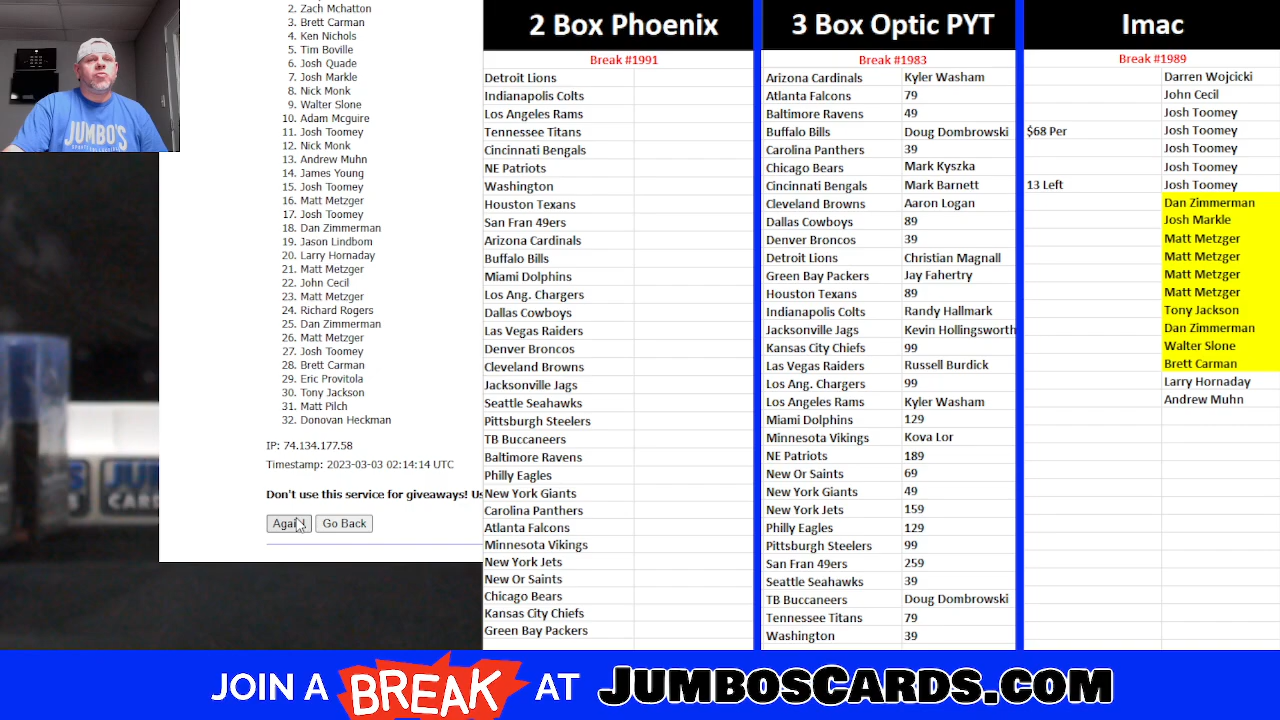 2. Zach Mchatton
3. Brett Carman
4. Ken Nichols
5. Tim Boville
6. Josh Quade
7. Josh Markle
8. Nick Monk
9. Walter Slone
10. Adam Mcguire
11. Josh Toomey
12. Nick Monk
13. Andrew Muhn
14. James Young
15. Josh Toomey
16. Matt Metzger
17. Josh Toomey
18. Dan Zimmerman
19. Jason Lindbom
20. Larry Hornaday
21. Matt Metzger
22. John Cecil
23. Matt Metzger
24. Richard Rogers
25. Dan Zimmerman
26. Matt Metzger
27. Josh Toomey
28. Brett Carman
29. Eric Provitola
30. Tony Jackson
31. Matt Pilch
32. Donovan Heckman
IP: 74.134.177.58
Timestamp: 2023-03-03 02:14:14 UTC
Don't use this service for giveaways! Us
Again! Go Back
JUMBO'S
2 Box Phoenix
Break #1991
Detroit Lions
Indianapolis Colts
Los Angeles Rams
Tennessee Titans
Cincinnati Bengals
NE Patriots
Washington
Houston Texans
San Fran 49ers
Arizona Cardinals
Buffalo Bills
Miami Dolphins
Los Ang. Chargers
Dallas Cowboys
Las Vegas Raiders
Denver Broncos
Cleveland Browns
Jacksonville Jags
Seattle Seahawks
Pittsburgh Steelers
TB Buccaneers
Baltimore Ravens
Philly Eagles
New York Giants
Carolina Panthers
Atlanta Falcons
Minnesota Vikings
New York Jets
New Or Saints
Chicago Bears
Kansas City Chiefs
Green Bay Packers
3 Box Optic PYT
Break #1983
Arizona Cardinals Kyler Washam
Atlanta Falcons 79
Baltimore Ravens 49
Buffalo Bills Doug Dombrowski
Carolina Panthers 39
Chicago Bears Mark Kyszka
Cincinnati Bengals Mark Barnett
Cleveland Browns Aaron Logan
Dallas Cowboys 89
Denver Broncos 39
Detroit Lions Christian Magnall
Green Bay Packers Jay Fahertry
Houston Texans 89
Indianapolis Colts Randy Hallmark
Jacksonville Jags Kevin Hollingsworth
Kansas City Chiefs 99
Las Vegas Raiders Russell Burdick
Los Ang. Chargers 99
Los Angeles Rams Kyler Washam
Miami Dolphins 129
Minnesota Vikings Kova Lor
NE Patriots 189
New Or Saints 69
New York Giants 49
New York Jets 159
Philly Eagles 129
Pittsburgh Steelers 99
San Fran 49ers 259
Seattle Seahawks 39
TB Buccaneers Doug Dombrowski
Tennessee Titans 79
Washington 39
Imac
Break #1989
Darren Wojcicki
John Cecil
Josh Toomey
$68 Per Josh Toomey
Josh Toomey
Josh Toomey
13 Left Josh Toomey
Dan Zimmerman
Josh Markle
Matt Metzger
Matt Metzger
Matt Metzger
Matt Metzger
Tony Jackson
Dan Zimmerman
Walter Slone
Brett Carman
Larry Hornaday
Andrew Muhn
JOIN A BREAK AT JUMBOSCARDS.COM